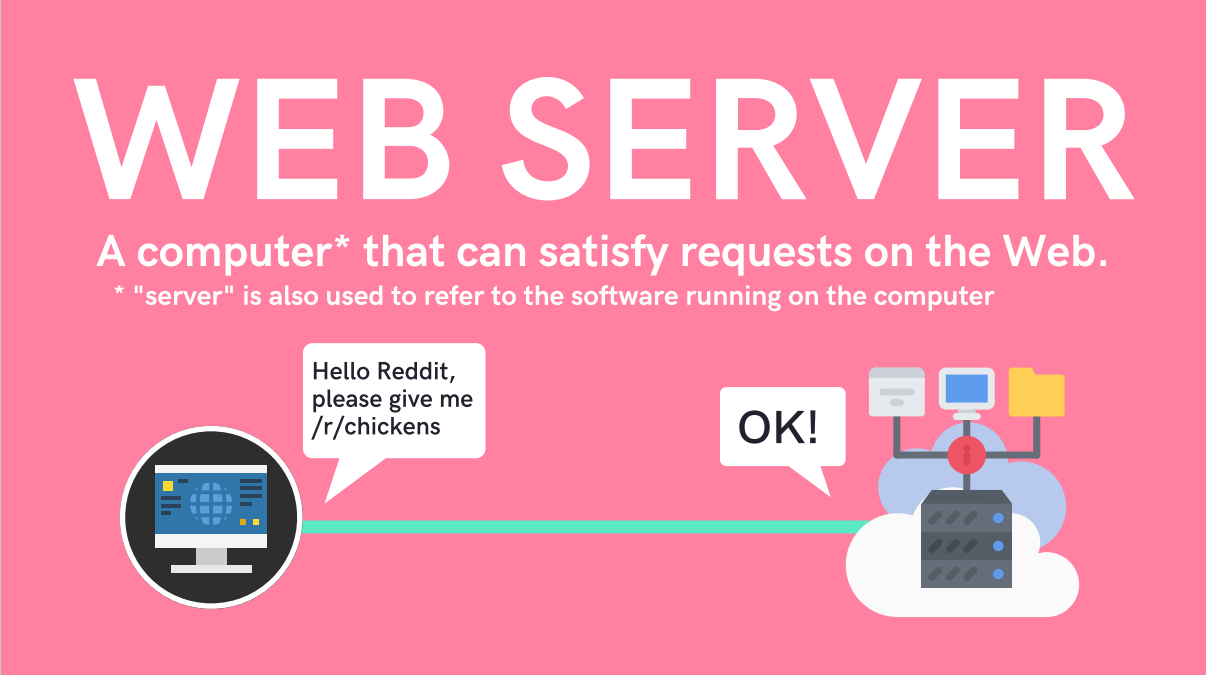 WEB SERVER
A computer* that can satisfy requests on the Web.
* "server" is also used to refer to the software running on the computer
Hello Reddit,
please give me
/r/chickens
OK!